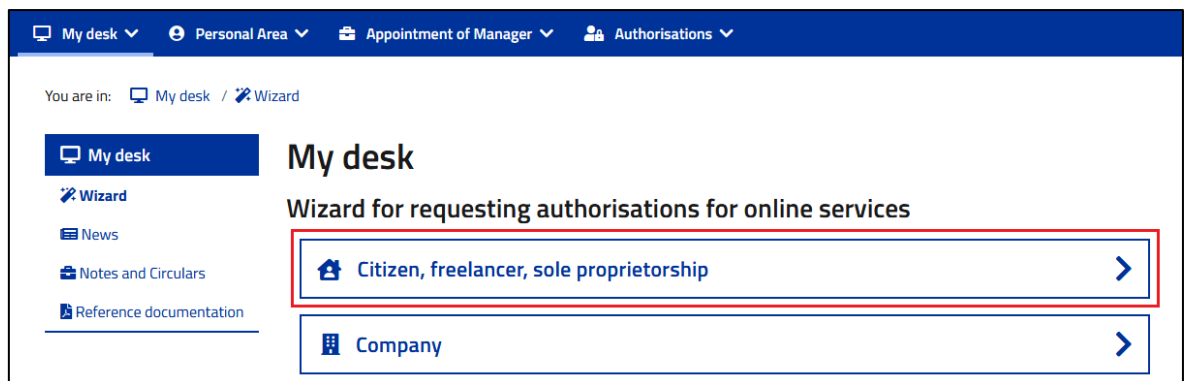 My desk Personal Area Appointment of Manager Authorisations
You are in: My desk / Wizard
My desk
Wizard
News
Notes and Circulars
Reference documentation
My desk
Wizard for requesting authorisations for online services
Citizen, freelancer, sole proprietorship
Company